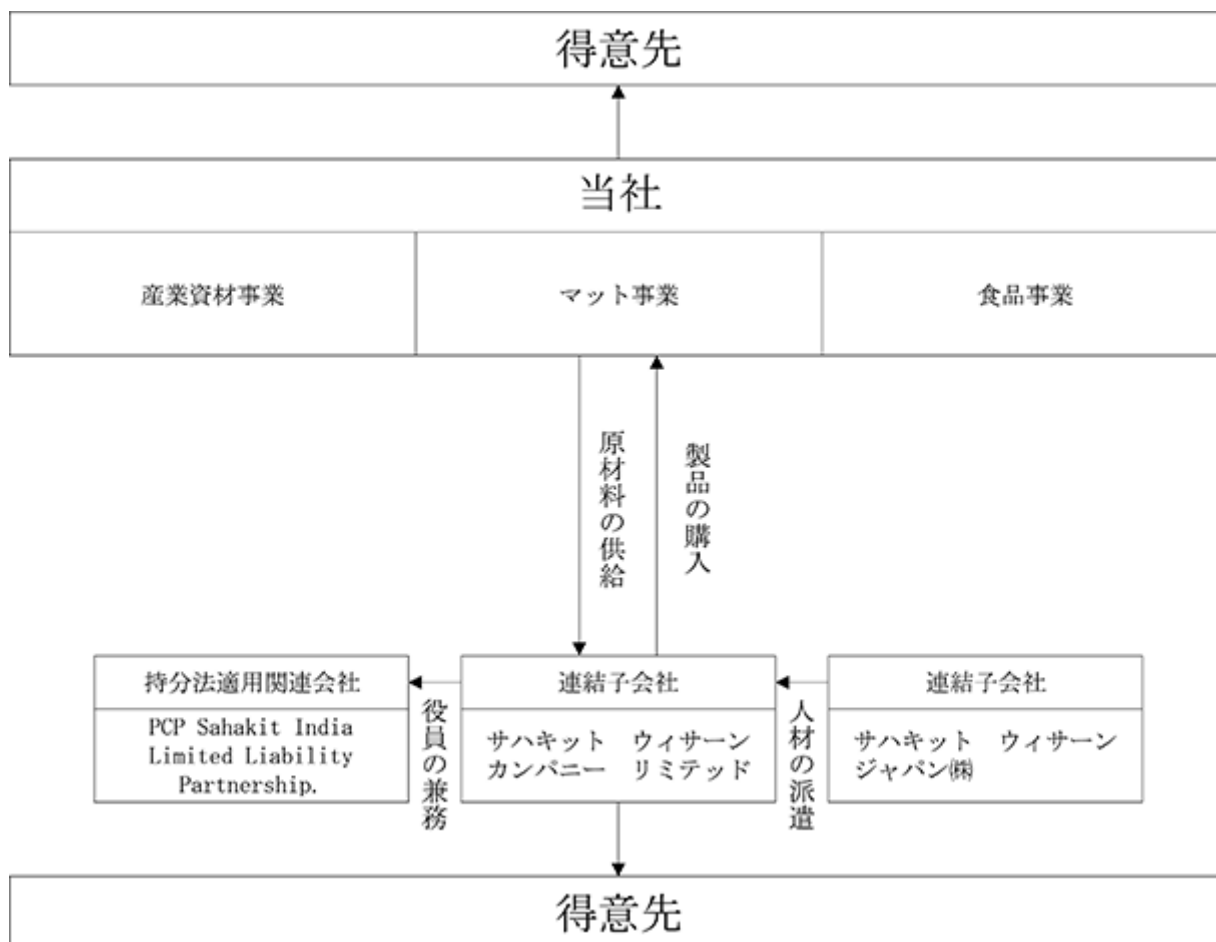 得意先
当社
産業資材事業
マット事業
食品事業
原材料の供給
製品の購入
持分法適用関連会社
PCP Sahakit India
Limited Liability
Partnership.
役員の兼務
連結子会社
サハキット　ウィサーン
カンパニー　リミテッド
人材の派遣
連結子会社
サハキット　ウィサーン
ジャパン㈱
得意先